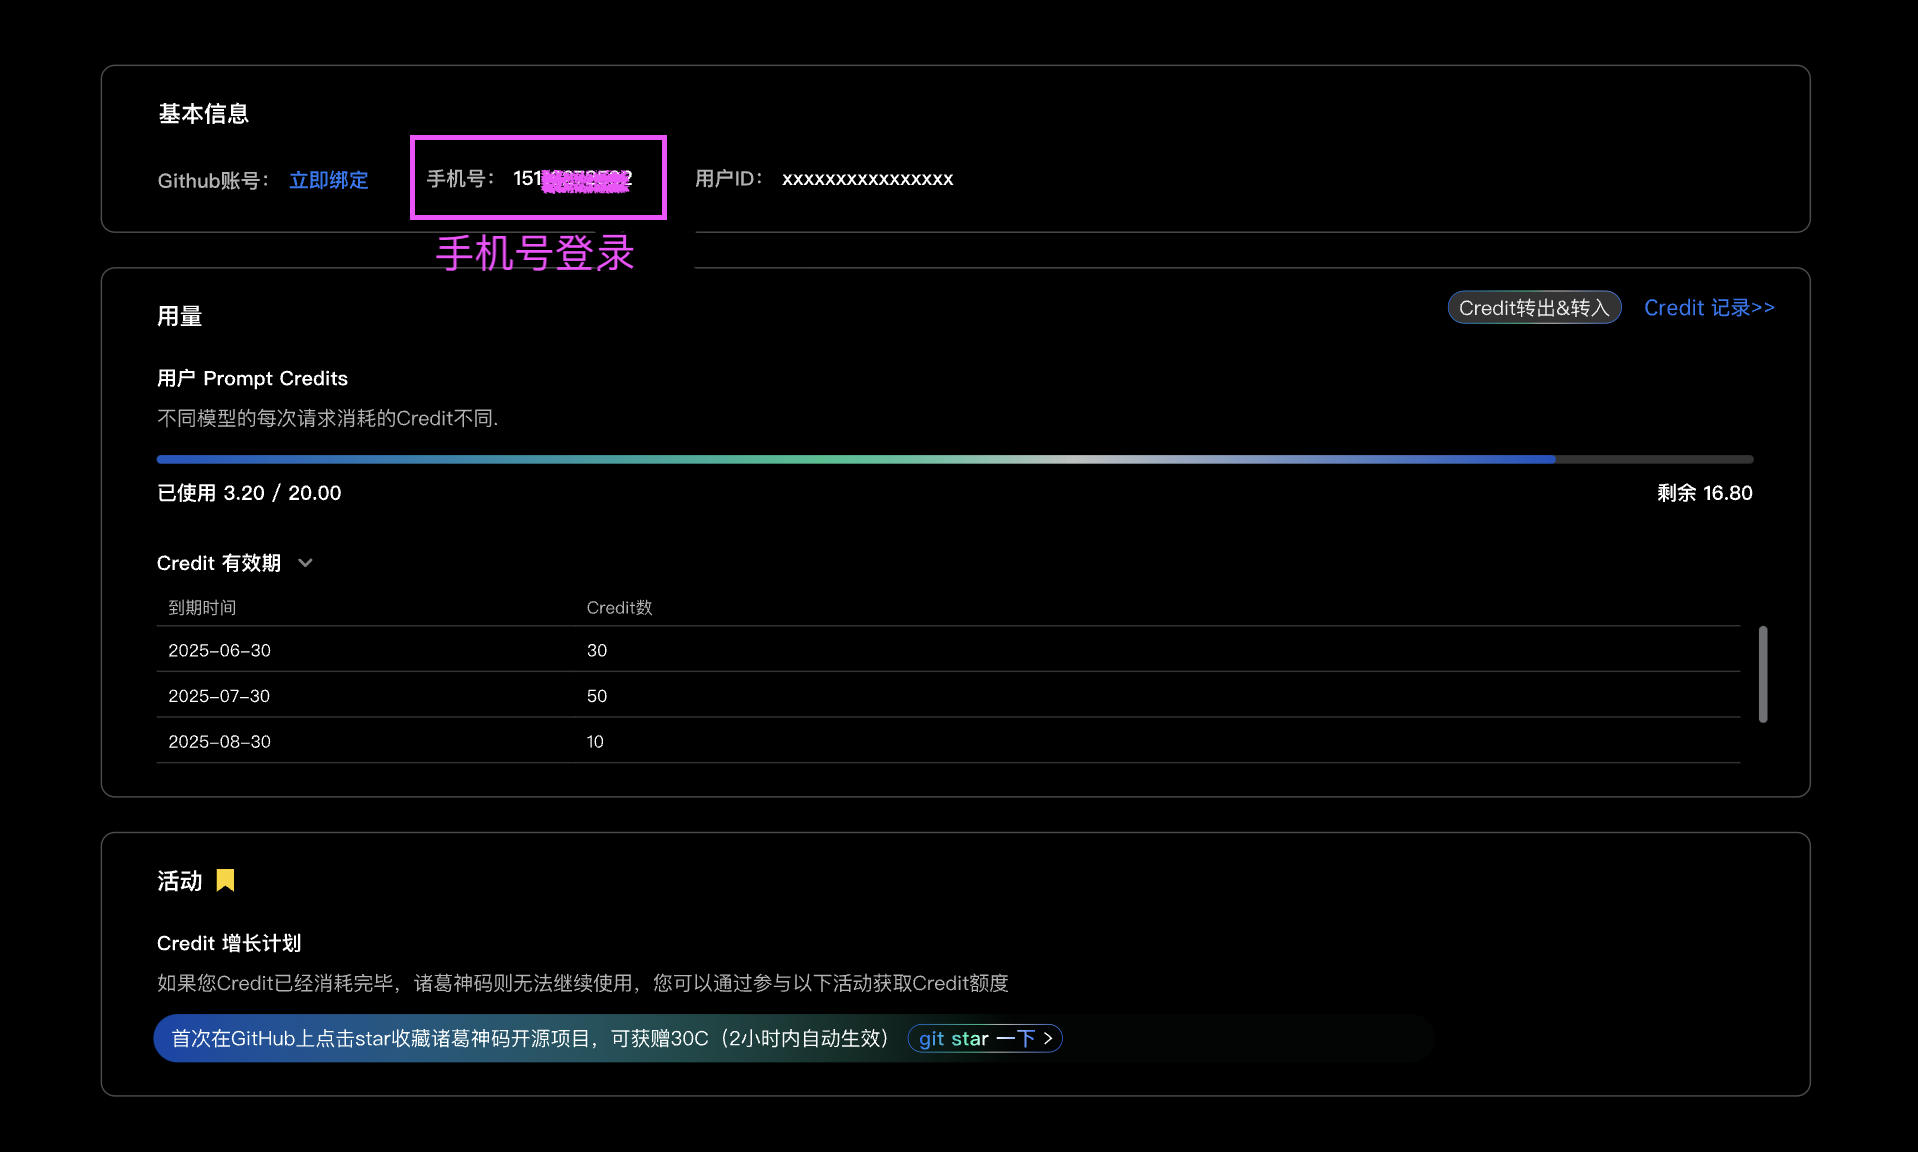 基本信息
Github账号： 立即绑定 手机号： 151 2 用户ID： xxxxxxxxxxxxxxxx
手机号登录
用量 Credit转出&转入 Credit 记录>>
用户 Prompt Credits
不同模型的每次请求消耗的Credit不同.
已使用 3.20 / 20.00 剩余 16.80
Credit 有效期
到期时间 Credit数
2025-06-30 30
2025-07-30 50
2025-08-30 10
活动
Credit 增长计划
如果您Credit已经消耗完毕，诸葛神码则无法继续使用，您可以通过参与以下活动获取Credit额度
首次在GitHub上点击star收藏诸葛神码开源项目，可获赠30C（2小时内自动生效） git star 一下 >